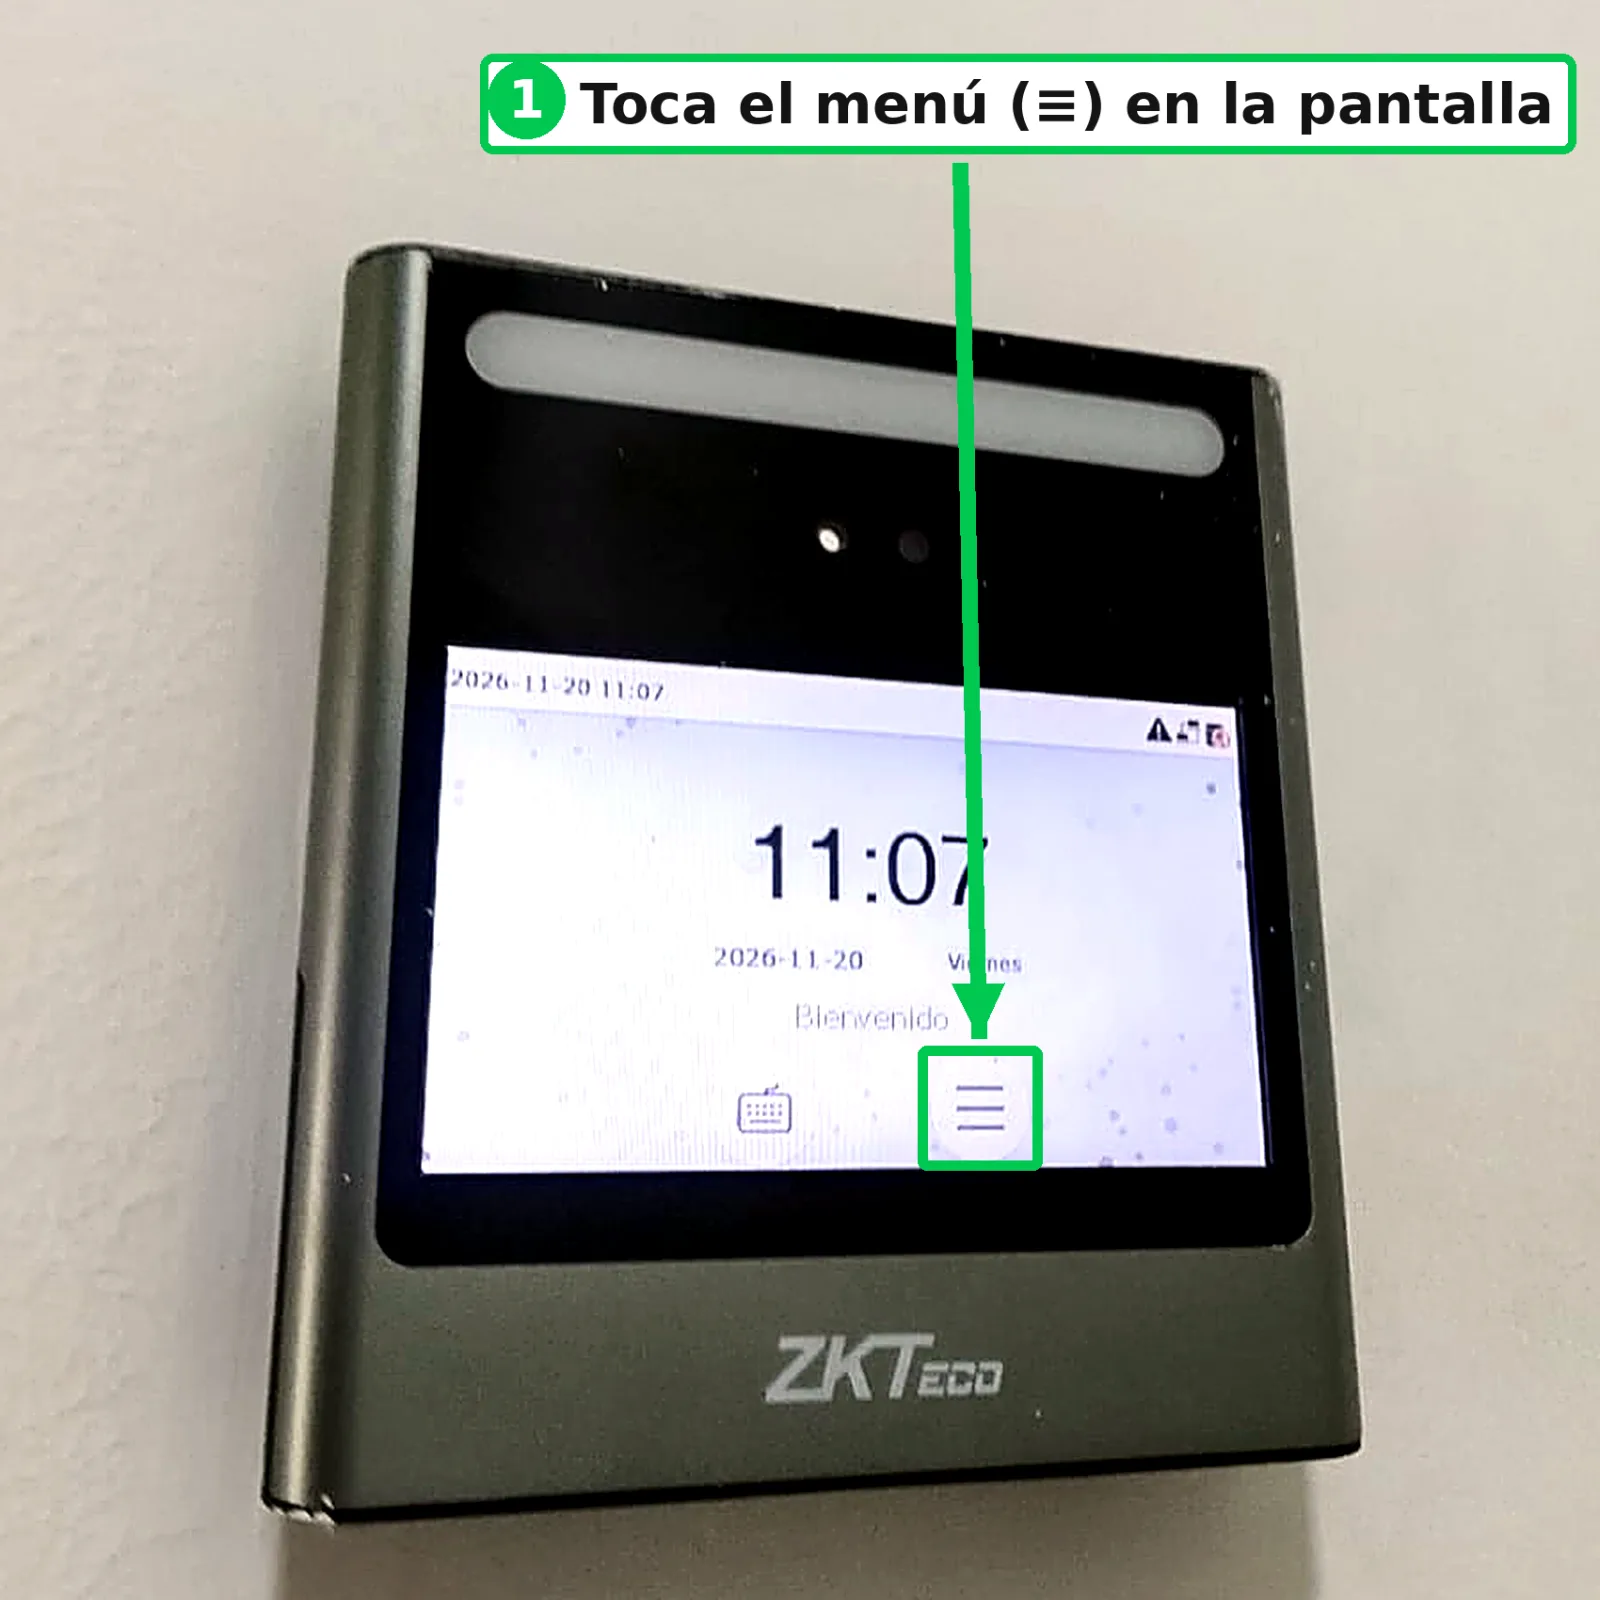 1 Toca el menú (≡) en la pantalla
2026-11-20 11:07
11:07
2026-11-20 Viernes
Bienvenido
ZKTECO